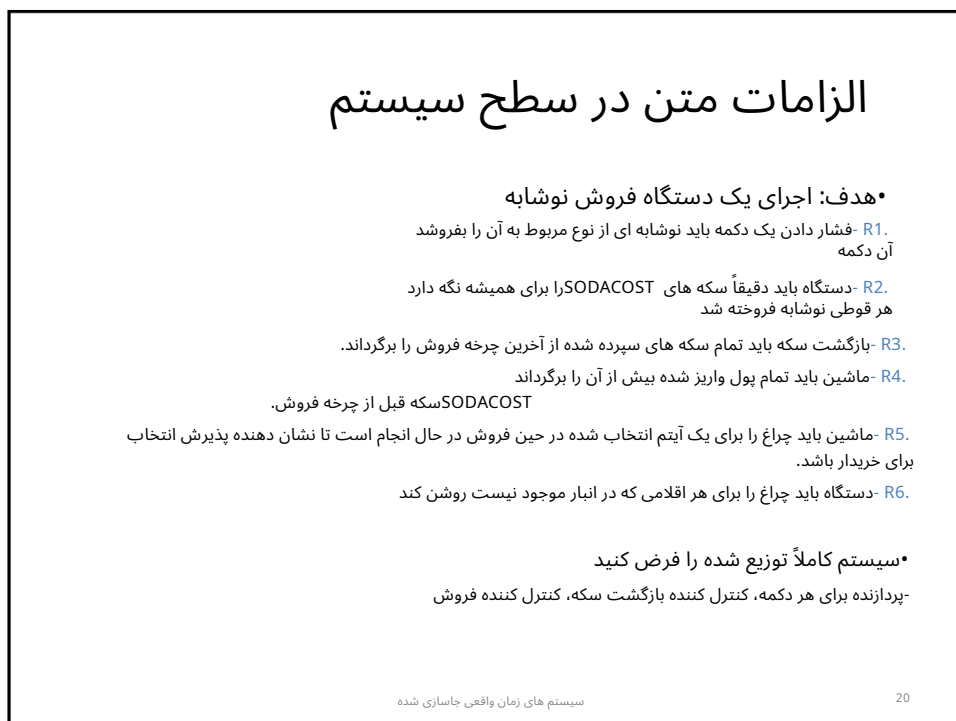 الزامات متن در سطح سیستم
•هدف: اجرای یک دستگاه فروش نوشابه
R1. -فشار دادن یک دکمه باید نوشابه ای از نوع مربوط به آن را بفروشد
آن دکمه
R2. -دستگاه باید دقیقاً سکه های SODACOSTرا برای همیشه نگه دارد
هر قوطی نوشابه فروخته شد
R3. -بازگشت سکه باید تمام سکه های سپرده شده از آخرین چرخه فروش را برگرداند.
R4. -ماشین باید تمام پول واریز شده بیش از آن را برگرداند
SODACOSTسکه قبل از چرخه فروش.
R5. -ماشین باید چراغ را برای یک آیتم انتخاب شده در حین فروش در حال انجام است تا نشان دهنده پذیرش انتخاب
برای خریدار باشد.
R6. -دستگاه باید چراغ را برای هر اقلامی که در انبار موجود نیست روشن کند
•سیستم کاملاً توزیع شده را فرض کنید
-پردازنده برای هر دکمه، کنترل کننده بازگشت سکه، کنترل کننده فروش
سیستم های زمان واقعی جاسازی شده
20